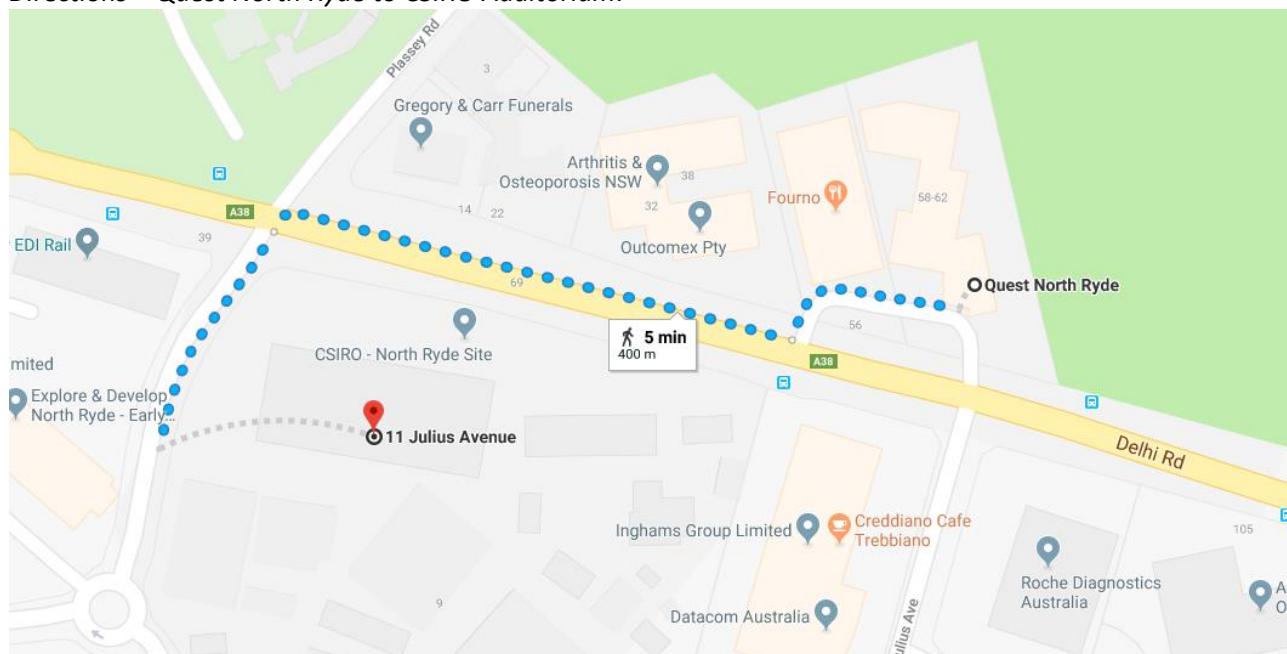 Directions – Quest North Ryde to CSIRO Auditorium:
Plassey Rd
3
Gregory & Carr Funerals
Arthritis &
Osteoporosis NSW
38
Fourno
58-62
A38
14
22
32
Outcomex Pty
39
EDI Rail
69
Quest North Ryde
5 min
400 m
56
CSIRO - North Ryde Site
A38
mited
Explore & Develop
North Ryde - Early...
11 Julius Avenue
Delhi Rd
Inghams Group Limited
Creddiano Cafe
Trebbiano
105
Roche Diagnostics
Australia
9
Datacom Australia
A
O
ulius Ave